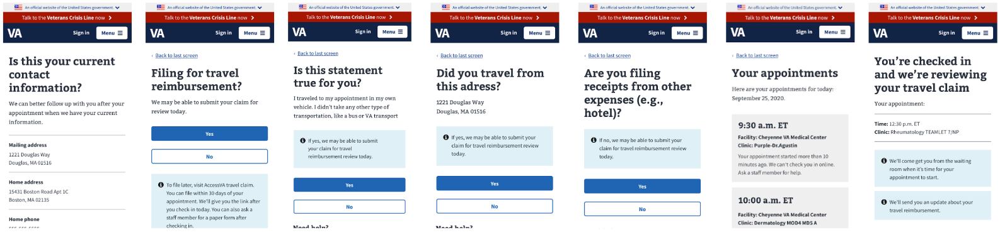 An official website of the United States government.
Talk to the Veterans Crisis Line now
VA Sign in Menu
Is this your current
contact
information?
We can better follow up with you after your
appointment when we have your current
information.
Mailing address
1221 Douglas Way
Douglas, MA 01516
Home address
15431 Boston Road Apt 1C
Boston, MA 02135
Home phone
An official website of the United States government.
Talk to the Veterans Crisis Line now
VA Sign in Menu
‹ Back to last screen
Filing for travel
reimbursement?
We may be able to submit your claim for
review today.
Yes
No
To file later, visit AccessVA travel claim.
You can file within 30 days of your
appointment. We'll give you the link after
you check-in today. You can also ask a
staff member for a paper form after
checking in.
An official website of the United States government.
Talk to the Veterans Crisis Line now
VA Sign in Menu
‹ Back to last screen
Is this statement
true for you?
I traveled to my appointment in my own
vehicle. I didn't take any other type of
transportation, like a bus or VA transport
If yes, we may be able to submit
your claim for travel
reimbursement review today.
Yes
No
Need help?
An official website of the United States government.
Talk to the Veterans Crisis Line now
VA Sign in Menu
‹ Back to last screen
Did you travel from
this adress?
1221 Douglas Way
Douglas, MA 01516
If yes, we may be able to submit your
claim for travel reimbursement review
today.
Yes
No
Need help?
An official website of the United States government.
Talk to the Veterans Crisis Line now
VA Sign in Menu
‹ Back to last screen
Are you filing
receipts from other
expenses (e.g.,
hotel)?
If no, we may be able to submit your
claim for travel reimbursement review
today.
Yes
No
An official website of the United States government.
Talk to the Veterans Crisis Line now
VA Sign in Menu
‹ Back to last screen
Your appointments
Here are your appointments for today:
September 25, 2020.
9:30 a.m. ET
Facility: Cheyenne VA Medical Center
Clinic: Purple-Dr.Agustin
Your appointment started more than 10
minutes ago. We can't check you in online.
Ask a staff member for help.
10:00 a.m. ET
Facility: Cheyenne VA Medical Center
Clinic: Dermatology MOD4 MD5 A
An official website of the United States government.
Talk to the Veterans Crisis Line now
VA Sign in Menu
You're checked in
and we're reviewing
your travel claim
Your appointment:
Time: 12:30 p.m. ET
Clinic: Rheumatology TEAMLET 7/NP
We'll come get you from the waiting
room when it's time for your
appointment to start.
We'll send you an update about your
travel reimbursement.